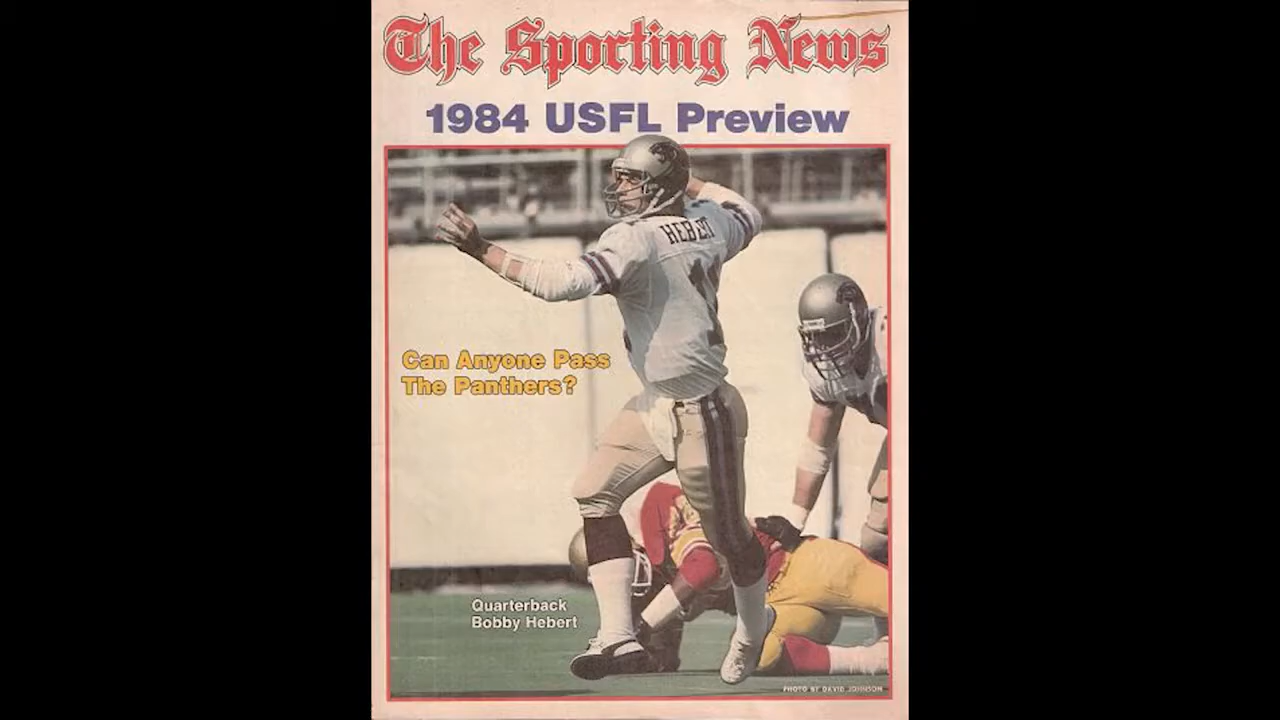 The Sporting News
1984 USFL Preview
HEBERT
Can Anyone Pass
The Panthers?
Quarterback
Bobby Hebert
PHOTO BY DAVID JOHNSON